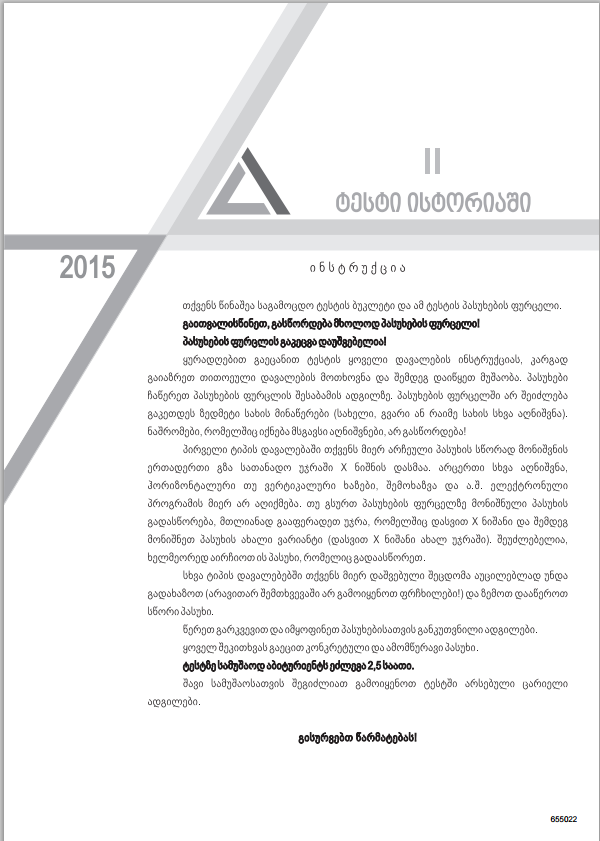 II
ტესტი ისტორიაში
2015
ინსტრუქცია
თქვენს წინაშეა საგამოცდო ტესტის ბუკლეტი და ამ ტესტის პასუხების ფურცელი.
გაითვალისწინეთ, გასწორდება მხოლოდ პასუხების ფურცელი!
პასუხების ფურცლის გაკეცვა დაუშვებელია!
ყურადღებით გაეცანით ტესტის ყოველი დავალების ინსტრუქციას, კარგად
გაიაზრეთ თითოეული დავალების მოთხოვნა და შემდეგ დაიწყეთ მუშაობა. პასუხები
ჩაწერეთ პასუხების ფურცლის შესაბამის ადგილზე. პასუხების ფურცელში არ შეიძლება
გაკეთდეს ზედმეტი სახის მინაწერები (სახელი, გვარი ან რაიმე სახის სხვა აღნიშვნა).
ნაშრომები, რომელშიც იქნება მსგავსი აღნიშვნები, არ გასწორდება!
პირველი ტიპის დავალებაში თქვენს მიერ არჩეული პასუხის სწორად მონიშვნის
ერთადერთი გზა სათანადო უჯრაში X ნიშნის დასმაა. არცერთი სხვა აღნიშვნა,
ჰორიზონტალური თუ ვერტიკალური ხაზები, შემოხაზვა და ა.შ. ელექტრონული
პროგრამის მიერ არ აღიქმება. თუ გსურთ პასუხების ფურცელზე მონიშნული პასუხის
გადასწორება, მთლიანად გააფერადეთ უჯრა, რომელშიც დასვით X ნიშანი და შემდეგ
მონიშნეთ პასუხის ახალი ვარიანტი (დასვით X ნიშანი ახალ უჯრაში). შეუძლებელია,
ხელმეორედ აირჩიოთ ის პასუხი, რომელიც გადაასწორეთ.
სხვა ტიპის დავალებებში თქვენს მიერ დაშვებული შეცდომა აუცილებლად უნდა
გადახაზოთ (არავითარ შემთხვევაში არ გამოიყენოთ ფრჩხილები!) და ზემოთ დააწეროთ
სწორი პასუხი.
წერეთ გარკვევით და იმყოფინეთ პასუხებისათვის განკუთვნილი ადგილები.
ყოველ შეკითხვას გაეცით კონკრეტული და ამომწურავი პასუხი.
ტესტზე სამუშაოდ აბიტურიენტს ეძლევა 2,5 საათი.
შავი სამუშაოსათვის შეგიძლიათ გამოიყენოთ ტესტში არსებული ცარიელი
ადგილები.
გისურვებთ წარმატებას!
655022